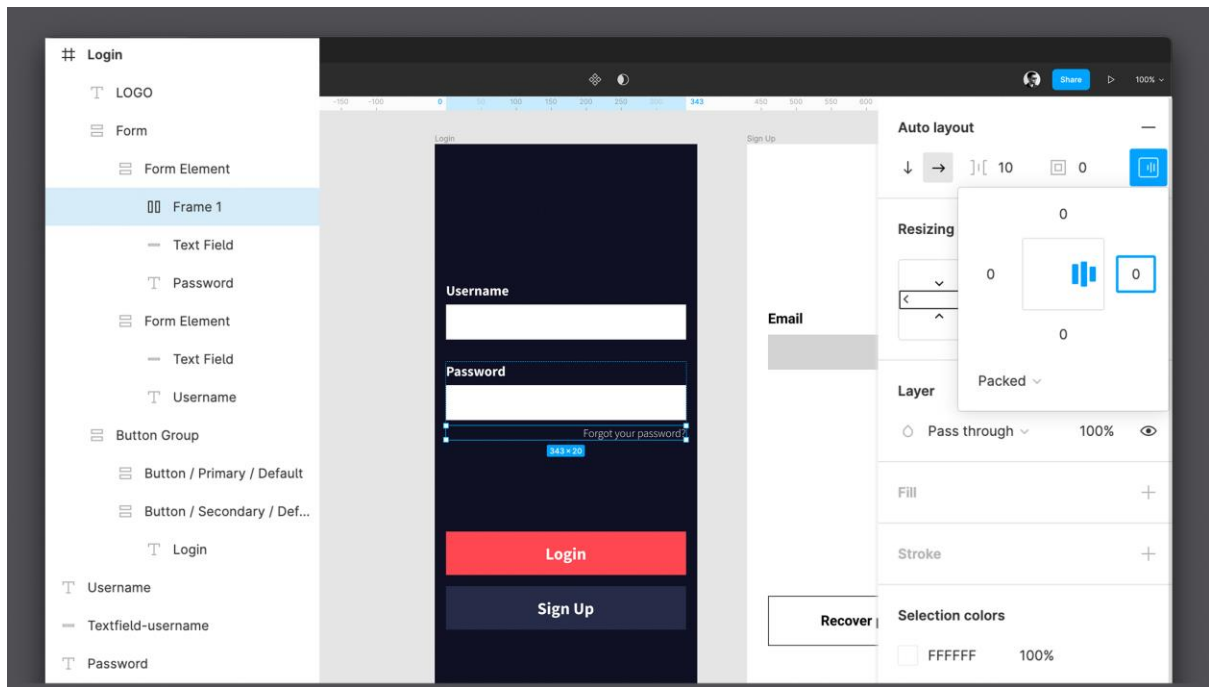 Login
LOGO
Form
Form Element
Frame 1
Text Field
Password
Form Element
Text Field
Username
Button Group
Button / Primary / Default
Button / Secondary / Def...
Login
Username
Textfield-username
Password
Share
100%
-150 -100 0 50 100 150 200 250 300 343 450 500 550 600
Login
Username
Password
Forgot your password?
343 × 20
Login
Sign Up
Sign Up
Email
Recover
Auto layout
10
0
Resizing
0
0
0
0
Packed
Layer
Pass through
100%
Fill
Stroke
Selection colors
FFFFFF
100%